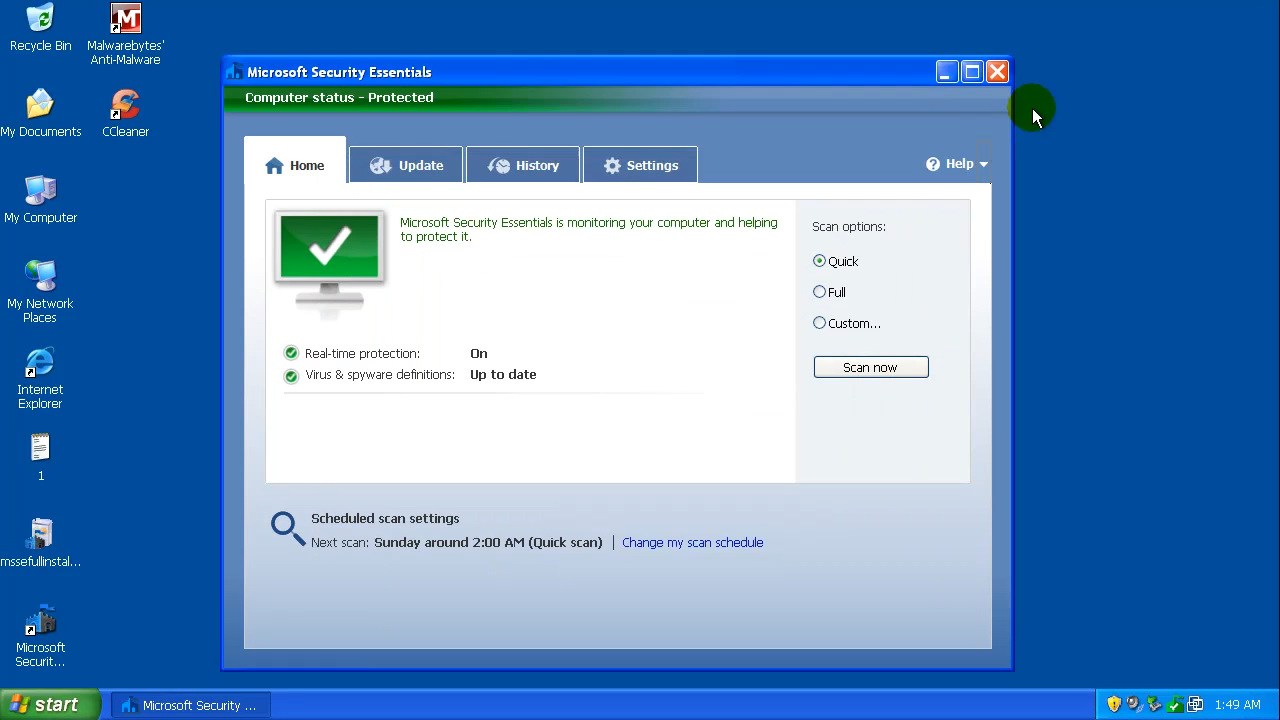 Recycle Bin
Malwarebytes'
Anti-Malware
My Documents
CCleaner
My Computer
My Network
Places
Internet
Explorer
1
mssefullinstal...
Microsoft
Securit...
Microsoft Security Essentials
Computer status - Protected
Home
Update
History
Settings
Help
Microsoft Security Essentials is monitoring your computer and helping
to protect it.
Real-time protection: On
Virus & spyware definitions: Up to date
Scan options:
Quick
Full
Custom...
Scan now
Scheduled scan settings
Next scan: Sunday around 2:00 AM (Quick scan) | Change my scan schedule
start
Microsoft Security ...
1:49 AM